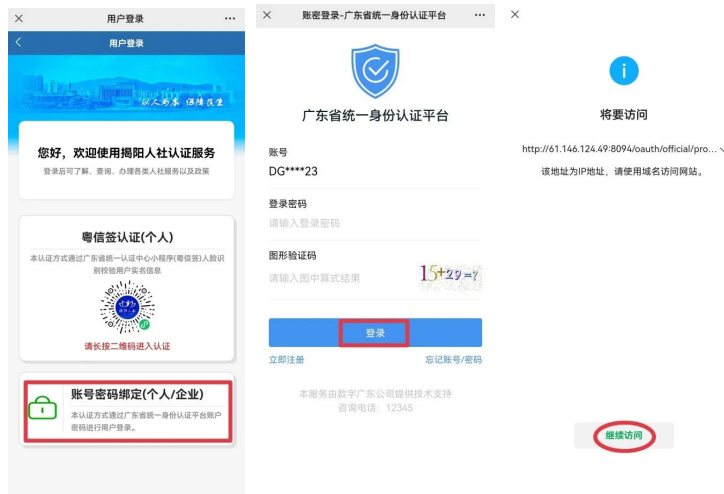 用户登录
用户登录
以人为本 保障民生
您好，欢迎使用揭阳人社认证服务
登录后可了解、查询、办理各类人社服务以及政策
粤信签认证(个人)
本认证方式通过广东省统一认证中心小程序(粤信签)人脸识
别校验用户实名信息
请长按二维码进入认证
账号密码绑定(个人/企业)
本认证方式通过广东省统一身份认证平台账户
密码进行用户登录。
账密登录-广东省统一身份认证平台
广东省统一身份认证平台
账号
DG****23
登录密码
请输入登录密码
图形验证码
请输入图中算式结果
15+29=?
登录
立即注册
忘记账号/密码
本服务由数字广东公司提供技术支持
咨询电话：12345
将要访问
http://61.146.124.49:8094/oauth/official/pro...
该地址为IP地址，请使用域名访问网站。
继续访问